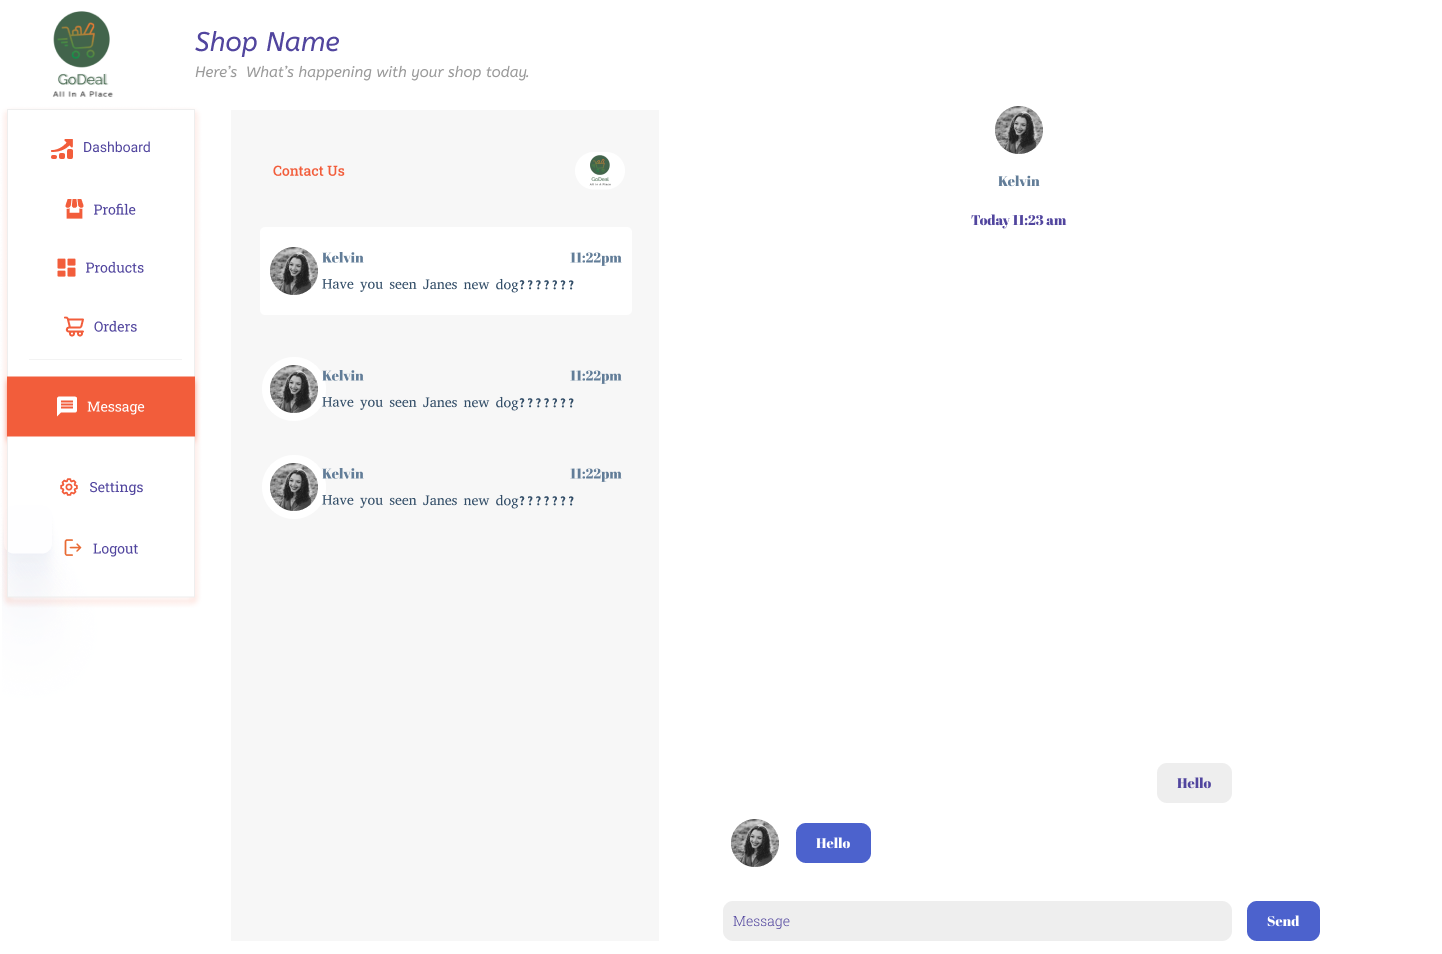 GoDeal
All In A Place
Shop Name
Here's What's happening with your shop today.
Dashboard
Profile
Products
Orders
Message
Settings
Logout
Contact Us
GoDeal
All In A Place
Kelvin 11:22pm
Have you seen Janes new dog???????
Kelvin 11:22pm
Have you seen Janes new dog???????
Kelvin 11:22pm
Have you seen Janes new dog???????
Kelvin
Today 11:23 am
Hello
Hello
Message
Send